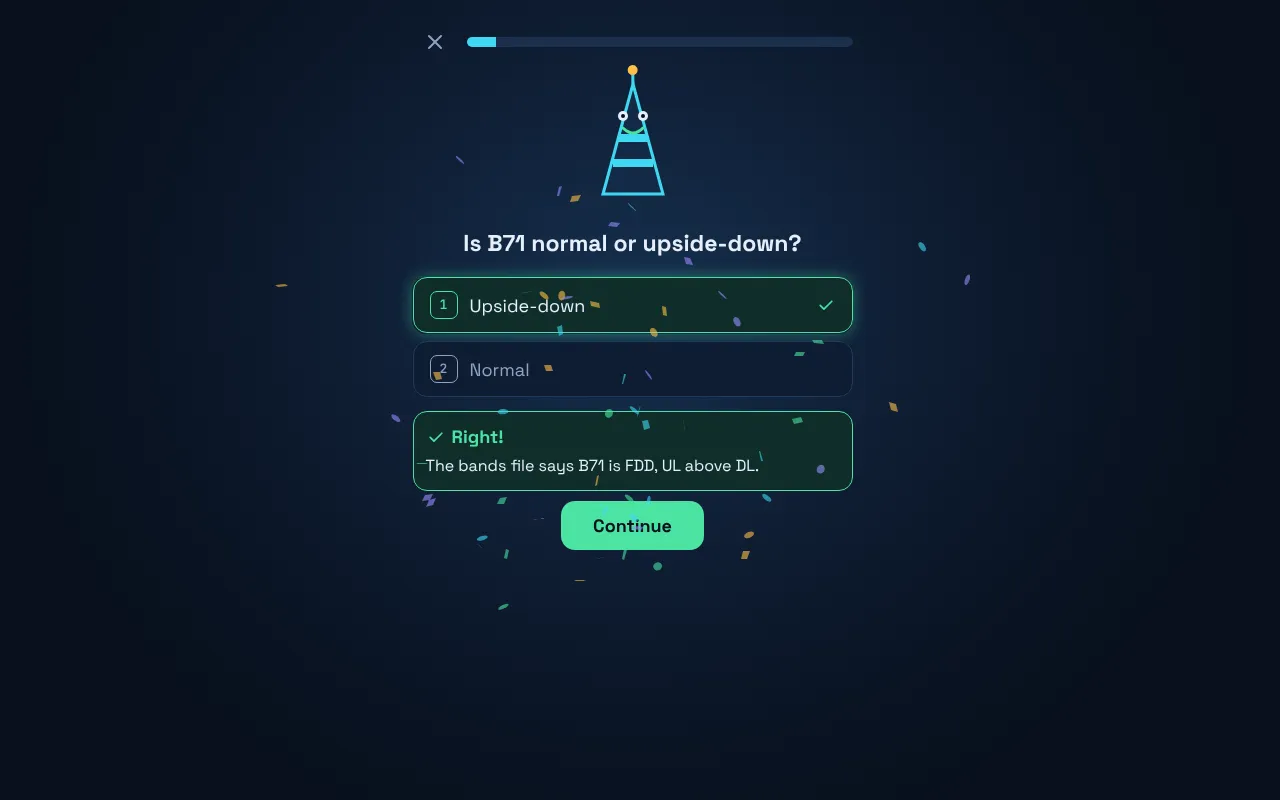 Is B71 normal or upside-down?
1 Upside-down
2 Normal
Right!
The bands file says B71 is FDD, UL above DL.
Continue